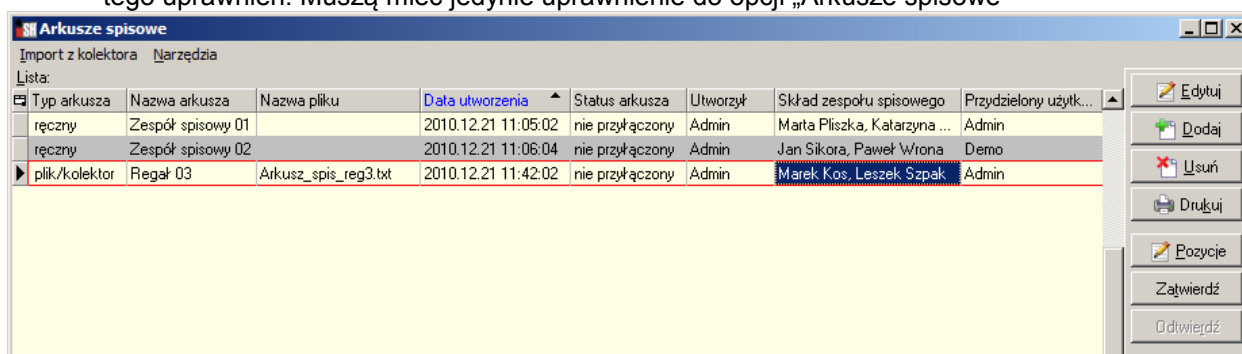 tego uprawnień. Muszą mieć jedynie uprawnienie do opcji „Arkusze spisowe”
Arkusze spisowe
Import z kolektora Narzędzia
Lista:
Typ arkusza Nazwa arkusza Nazwa pliku Data utworzenia Status arkusza Utworzył Skład zespołu spisowego Przydzielony użytk...
ręczny Zespół spisowy 01 2010.12.21 11:05:02 nie przyłączony Admin Marta Pliszka, Katarzyna ... Admin
ręczny Zespół spisowy 02 2010.12.21 11:06:04 nie przyłączony Admin Jan Sikora, Paweł Wrona Demo
plik/kolektor Regał 03 Arkusz_spis_reg3.txt 2010.12.21 11:42:02 nie przyłączony Admin Marek Kos, Leszek Szpak Admin
Edytuj
Dodaj
Usuń
Drukuj
Pozycje
Zatwierdź
Odtwierdź